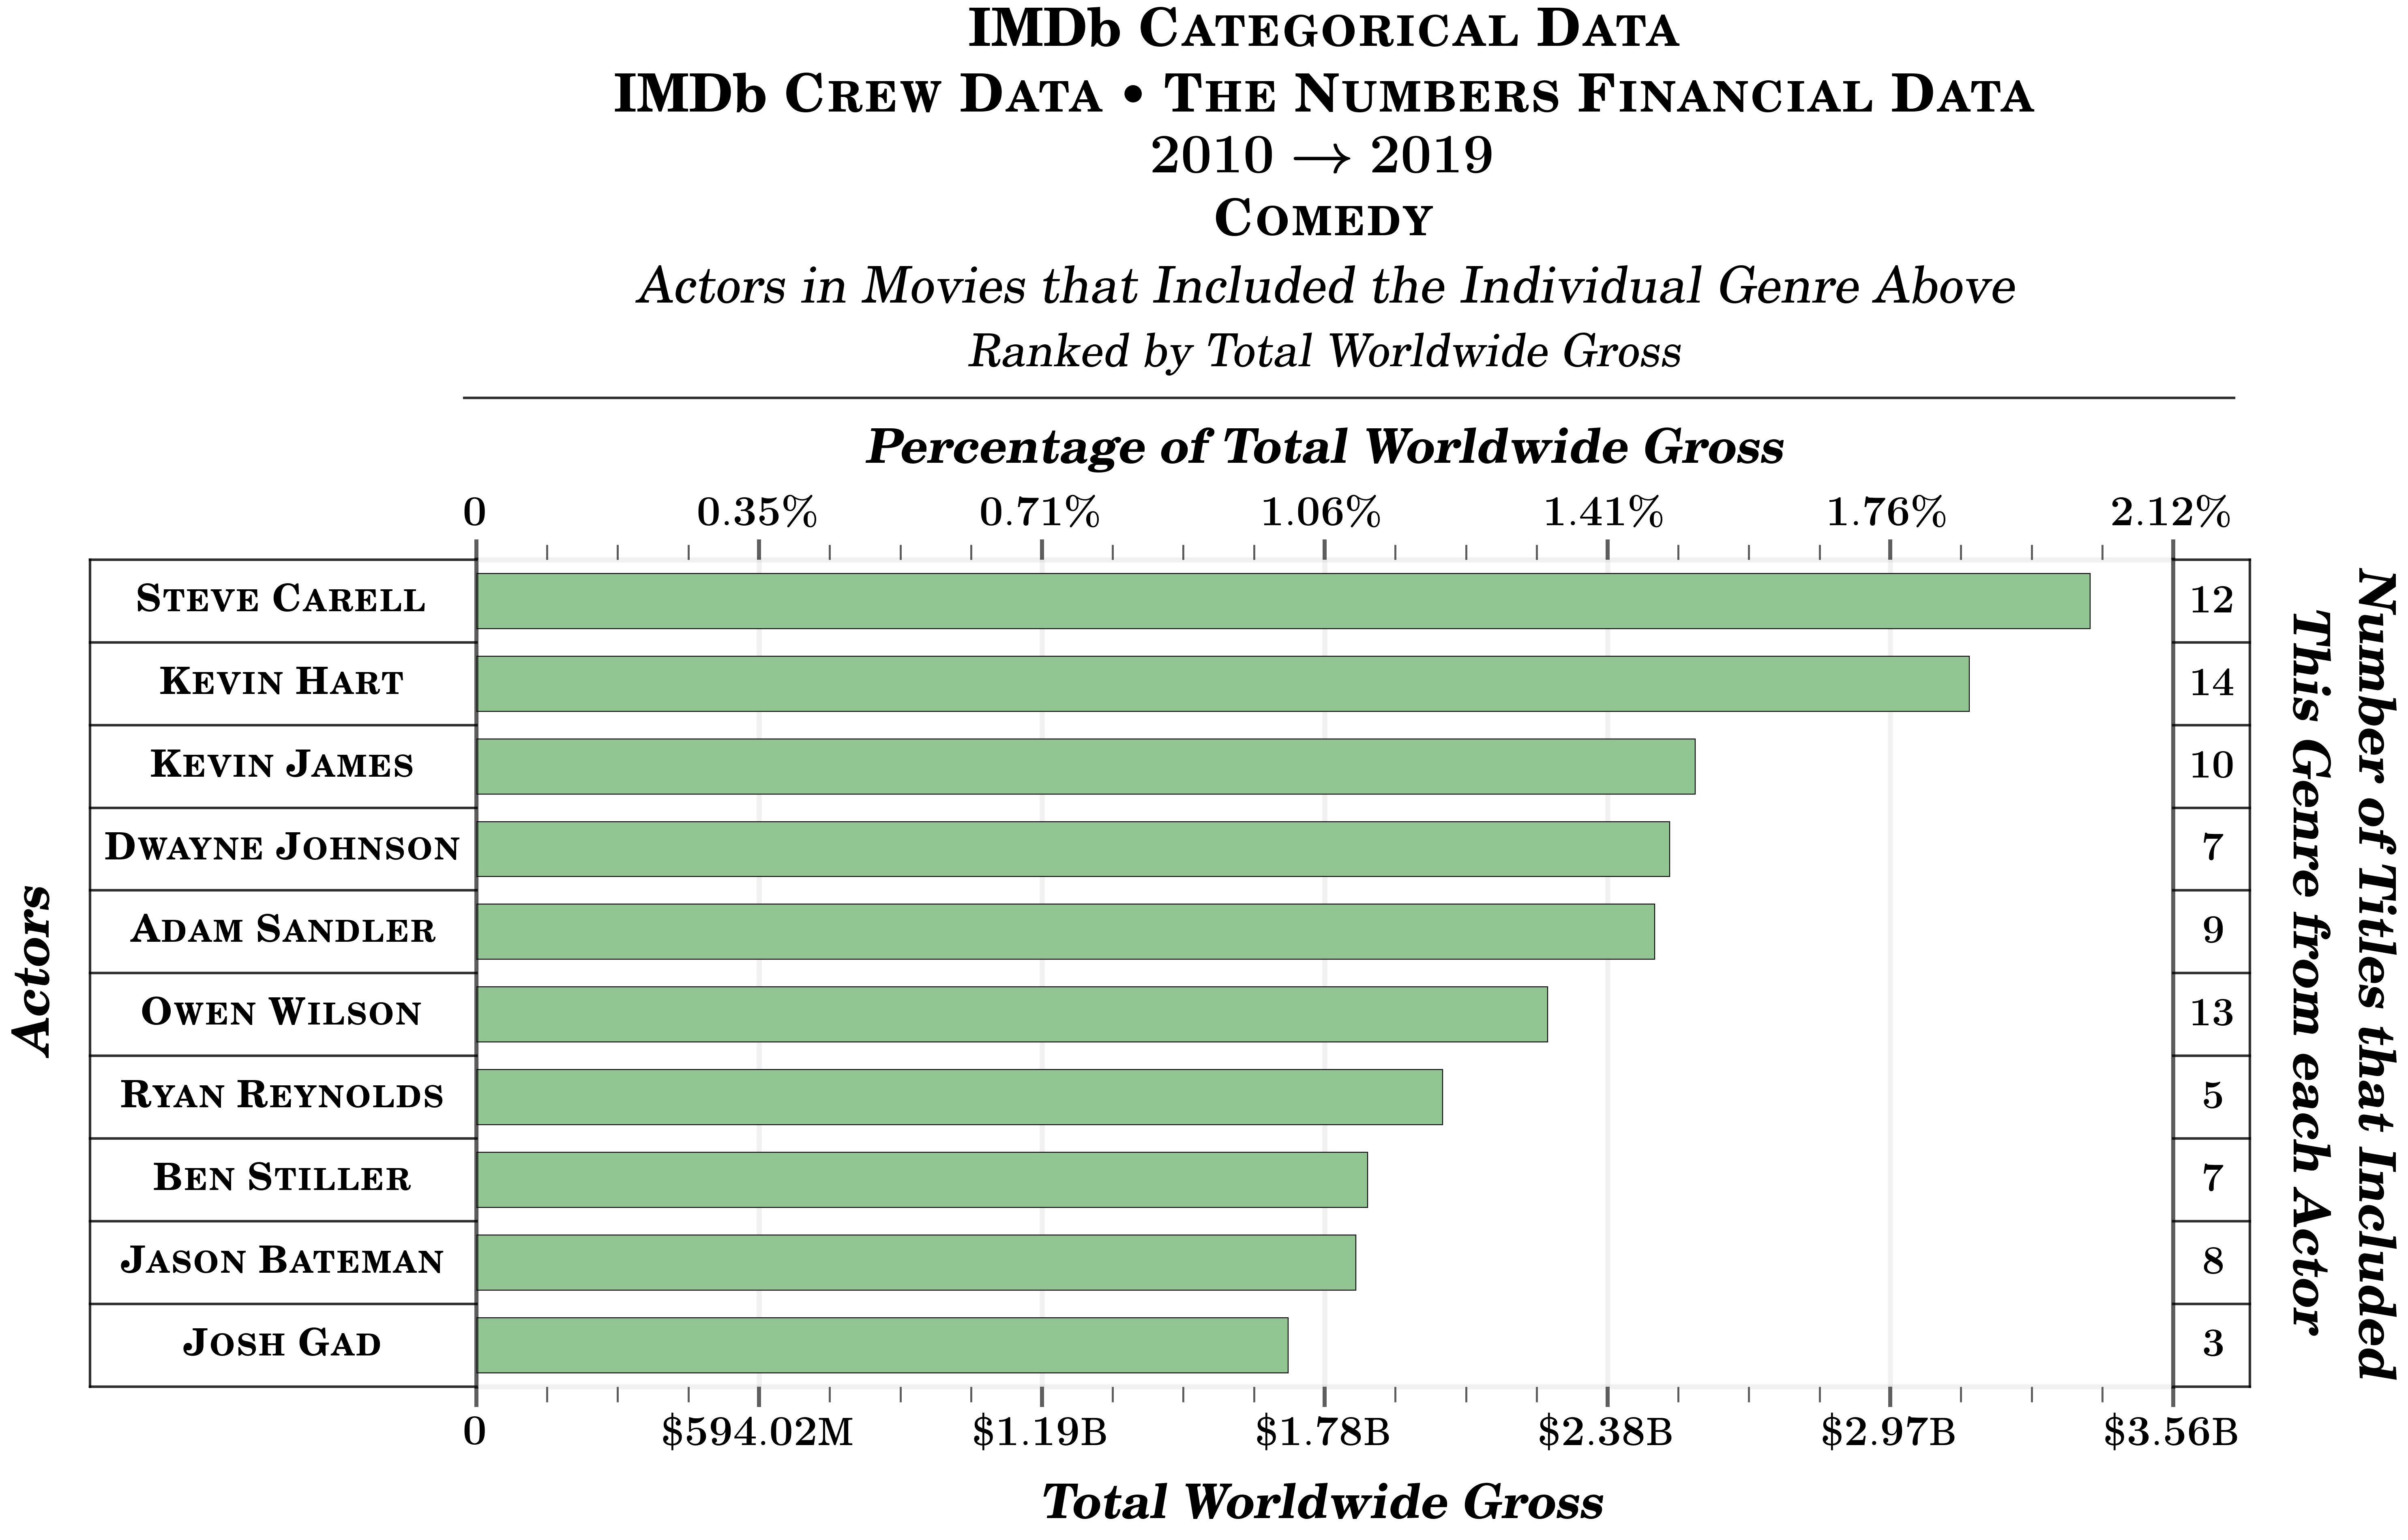 IMDb Categorical Data
IMDb Crew Data • The Numbers Financial Data
2010 → 2019
Comedy
Actors in Movies that Included the Individual Genre Above
Ranked by Total Worldwide Gross
Percentage of Total Worldwide Gross
0 0.35% 0.71% 1.06% 1.41% 1.76% 2.12%
Actors
Steve Carell 12
Kevin Hart 14
Kevin James 10
Dwayne Johnson 7
Adam Sandler 9
Owen Wilson 13
Ryan Reynolds 5
Ben Stiller 7
Jason Bateman 8
Josh Gad 3
Number of Titles that Included
This Genre from each Actor
0 $594.02M $1.19B $1.78B $2.38B $2.97B $3.56B
Total Worldwide Gross